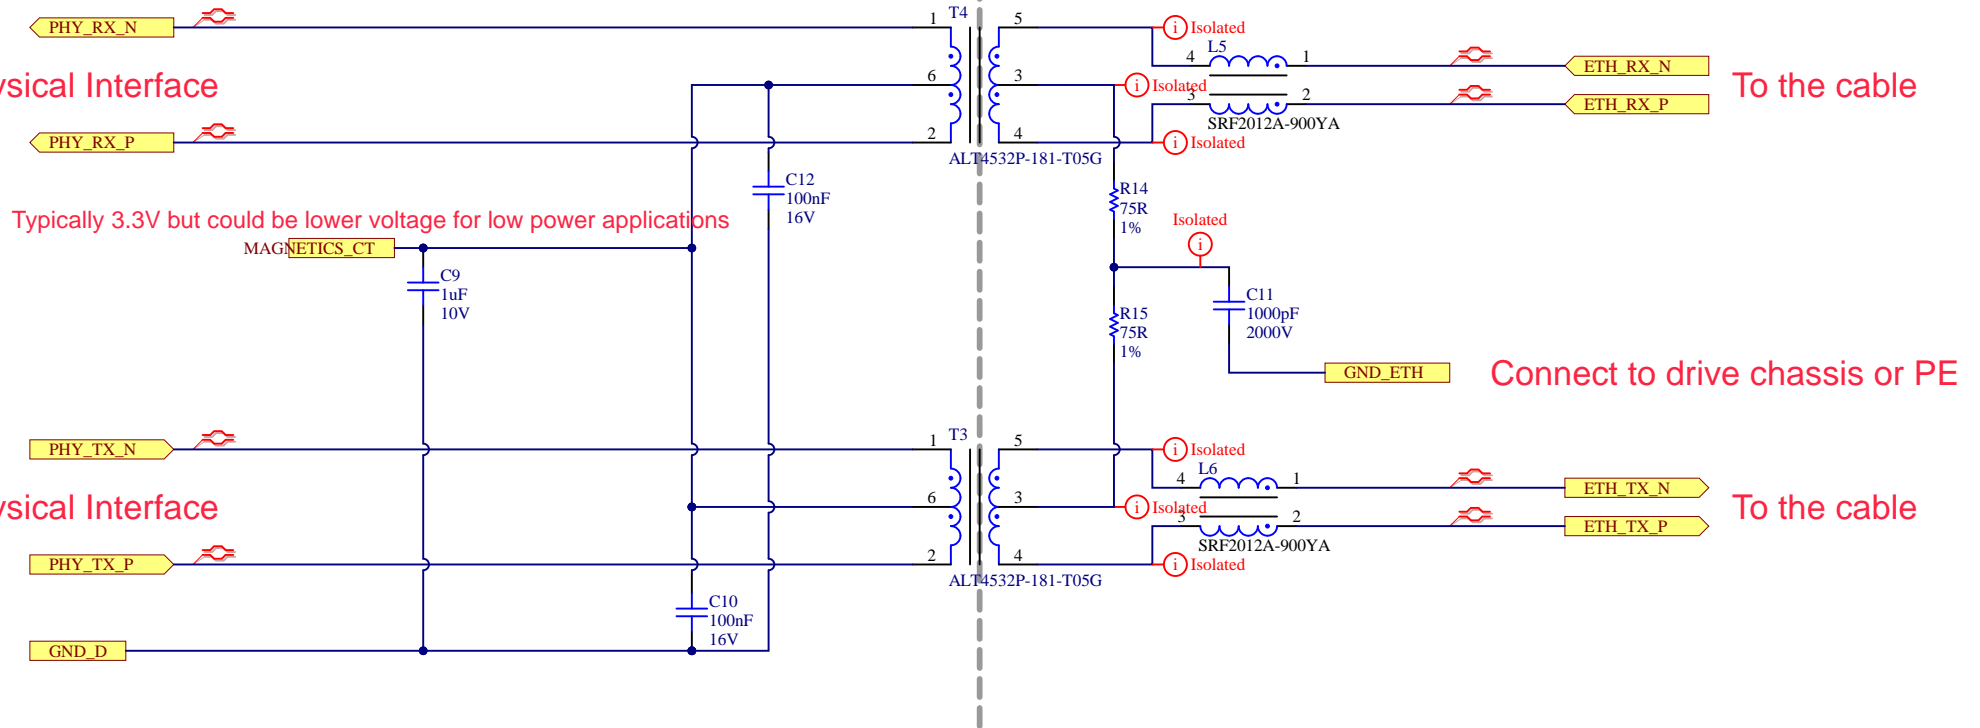 PHY_RX_N
1
T4
5
i Isolated
L5
4
1
ETH_RX_N
ysical Interface
6
3
i Isolated
To the cable
3
2
ETH_RX_P
SRF2012A-900YA
PHY_RX_P
2
4
i Isolated
ALT4532P-181-T05G
C12
100nF
16V
R14
75R
1%
Typically 3.3V but could be lower voltage for low power applications
Isolated
i
MAGNETICS_CT
C9
1uF
10V
C11
1000pF
2000V
R15
75R
1%
GND_ETH
Connect to drive chassis or PE
PHY_TX_N
1
T3
5
i Isolated
L6
4
1
ETH_TX_N
ysical Interface
6
3
i Isolated
To the cable
3
2
ETH_TX_P
SRF2012A-900YA
PHY_TX_P
2
4
i Isolated
ALT4532P-181-T05G
C10
100nF
16V
GND_D